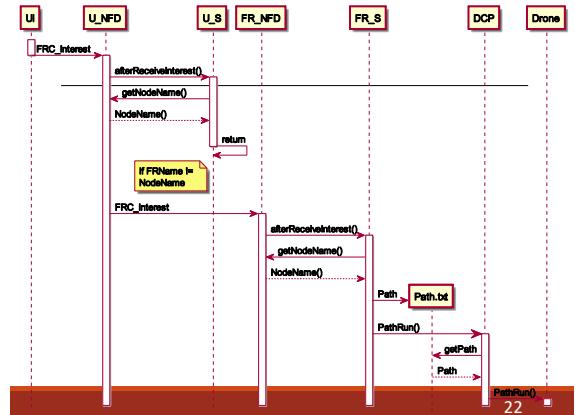 UI
U_NFD
U_S
FR_NFD
FR_S
DCP
Drone
FRC_Interest
afterReceiveInterest()
getNodeName()
NodeName()
return
If FRName !=
NodeName
FRC_Interest
afterReceiveInterest()
getNodeName()
NodeName()
Path
Path.txt
PathRun()
getPath
Path
PathRun()
22